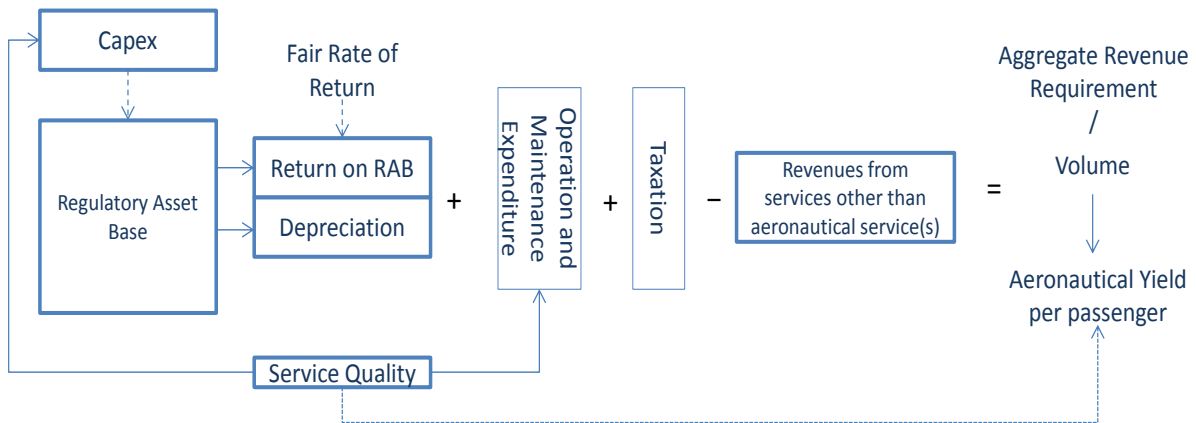 Capex
Fair Rate of
Return
Regulatory Asset
Base
Return on RAB
Depreciation
+
Operation and
Maintenance
Expenditure
+
Taxation
−
Revenues from
services other than
aeronautical service(s)
=
Aggregate Revenue
Requirement
/
Volume
Aeronautical Yield
per passenger
Service Quality